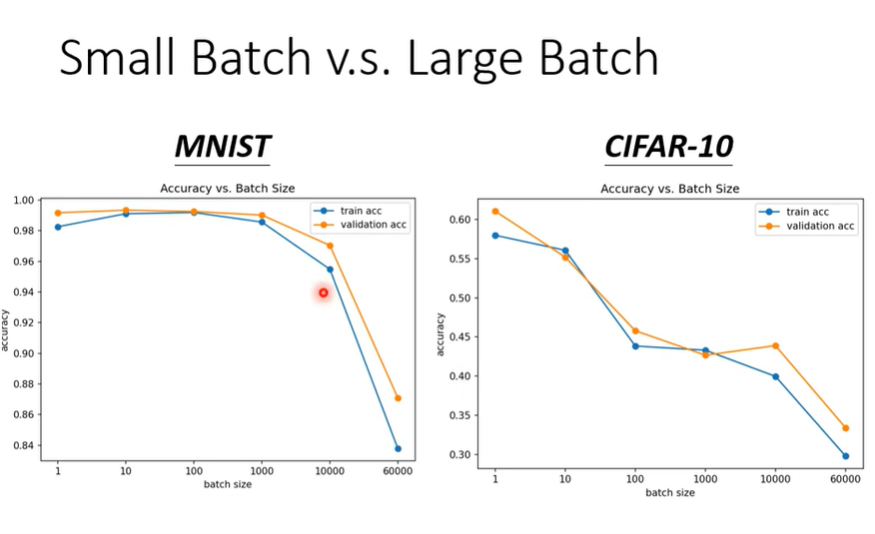 Small Batch v.s. Large Batch
MNIST
Accuracy vs. Batch Size
train acc
validation acc
1.00
0.98
0.96
0.94
0.92
0.90
0.88
0.86
0.84
accuracy
1 10 100 1000 10000 60000
batch size
CIFAR-10
Accuracy vs. Batch Size
train acc
validation acc
0.60
0.55
0.50
0.45
0.40
0.35
0.30
accuracy
1 10 100 1000 10000 60000
batch size